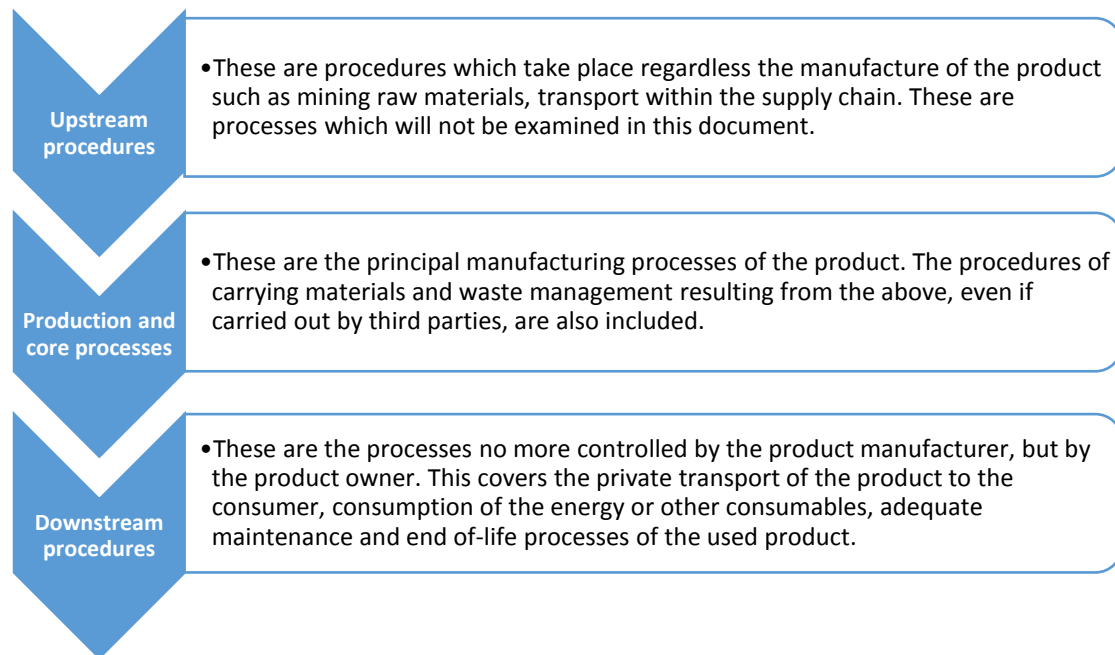 Upstream
procedures
•These are procedures which take place regardless the manufacture of the product
such as mining raw materials, transport within the supply chain. These are
processes which will not be examined in this document.
Production and
core processes
•These are the principal manufacturing processes of the product. The procedures of
carrying materials and waste management resulting from the above, even if
carried out by third parties, are also included.
Downstream
procedures
•These are the processes no more controlled by the product manufacturer, but by
the product owner. This covers the private transport of the product to the
consumer, consumption of the energy or other consumables, adequate
maintenance and end of-life processes of the used product.